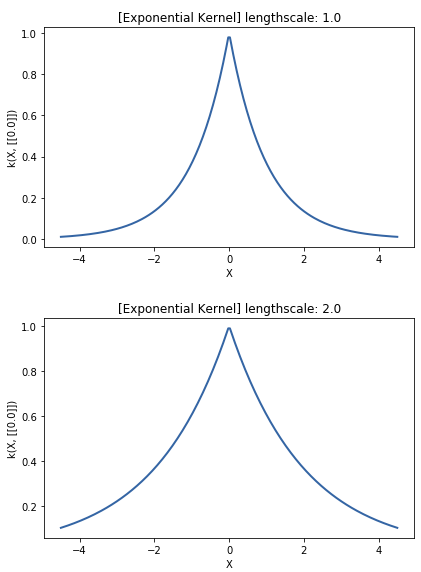 [Exponential Kernel] lengthscale: 1.0
1.0
0.8
0.6
0.4
0.2
0.0
k(X, [[0.0]])
−4 −2 0 2 4
X
[Exponential Kernel] lengthscale: 2.0
1.0
0.8
0.6
0.4
0.2
k(X, [[0.0]])
−4 −2 0 2 4
X